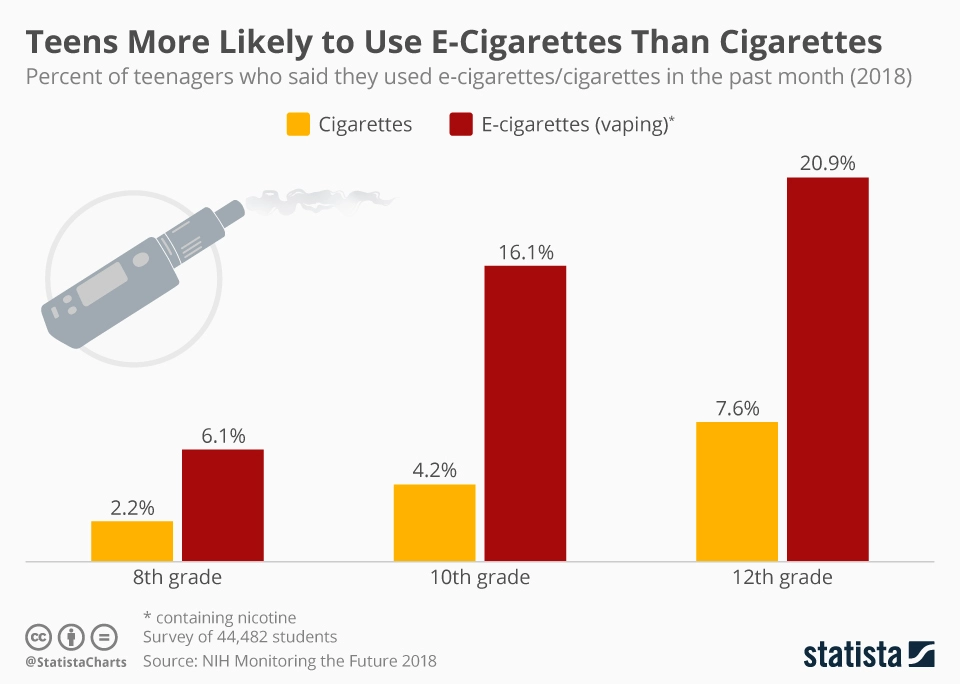 Teens More Likely to Use E-Cigarettes Than Cigarettes
Percent of teenagers who said they used e-cigarettes/cigarettes in the past month (2018)
Cigarettes E-cigarettes (vaping)*
20.9%
16.1%
7.6%
6.1%
4.2%
2.2%
8th grade 10th grade 12th grade
* containing nicotine
Survey of 44,482 students
@StatistaCharts Source: NIH Monitoring the Future 2018
cc
statista